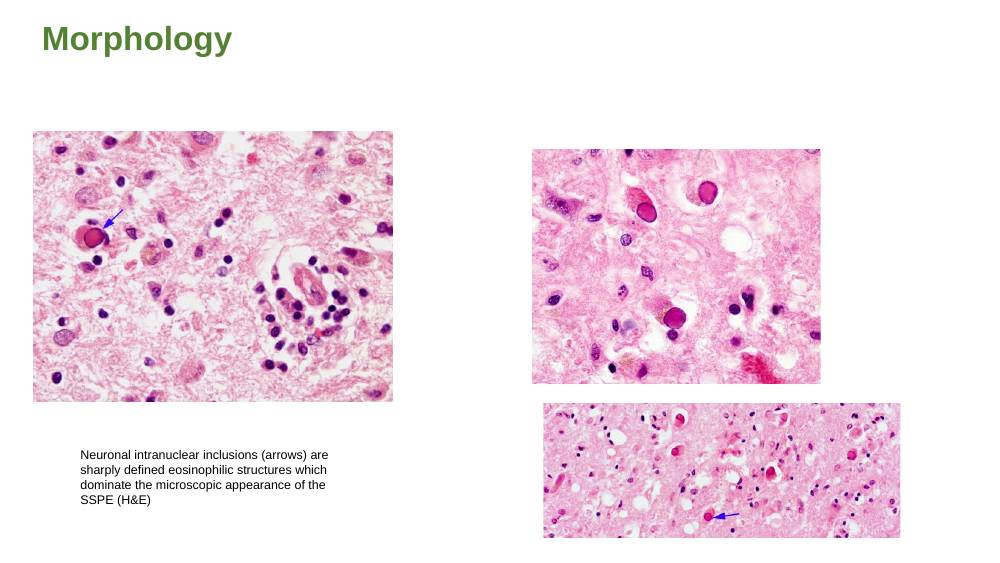 Morphology
Neuronal intranuclear inclusions (arrows) are
sharply defined eosinophilic structures which
dominate the microscopic appearance of the
SSPE (H&E)